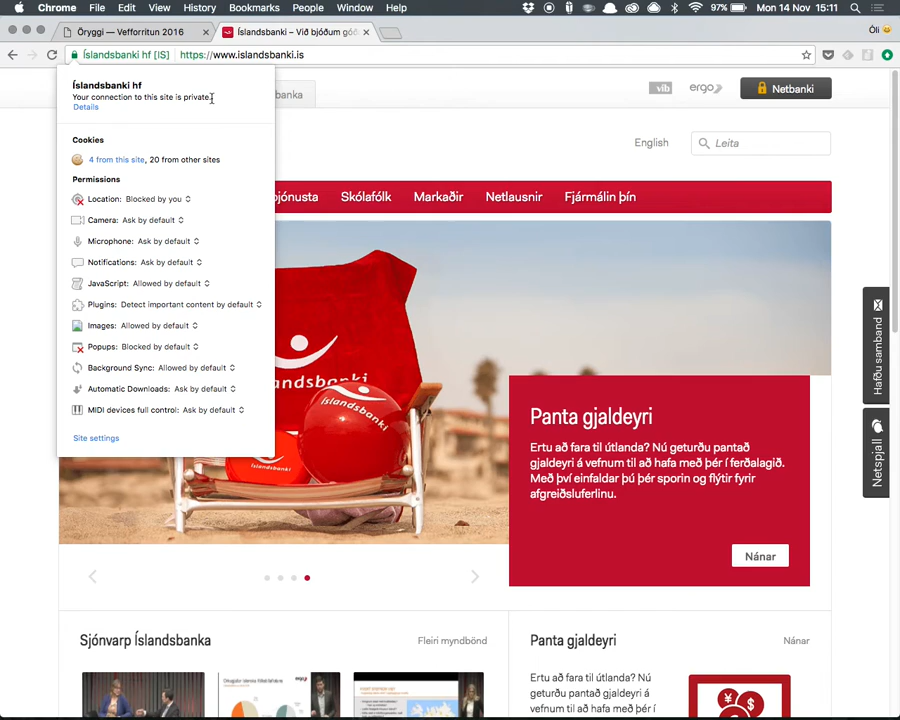 Chrome File Edit View History Bookmarks People Window Help
97% Mon 14 Nov 15:11
Öryggi — Vefforritun 2016
Íslandsbanki – Við bjóðum góð
Óli
Íslandsbanki hf [IS] https://www.islandsbanki.is
Íslandsbanki hf
Your connection to this site is private.
Details
Cookies
4 from this site, 20 from other sites
Permissions
Location: Blocked by you
Camera: Ask by default
Microphone: Ask by default
Notifications: Ask by default
JavaScript: Allowed by default
Plugins: Detect important content by default
Images: Allowed by default
Popups: Blocked by default
Background Sync: Allowed by default
Automatic Downloads: Ask by default
MIDI devices full control: Ask by default
Site settings
banka
vib
ergo
Netbanki
English
Leita
þjónusta Skólafólk Markaðir Netlausnir Fjármálin þín
ndsbanki
Íslandsbanki
Íslandsbanki
Panta gjaldeyri
Ertu að fara til útlanda? Nú geturðu pantað
gjaldeyri á vefnum til að hafa með þér í ferðalagið.
Með því einfaldar þú þér sporin og flýtir fyrir
afgreiðsluferlinu.
Nánar
Hafðu samband
Netspjall
Sjónvarp Íslandsbanka
Fleiri myndbönd
Panta gjaldeyri
Nánar
Ertu að fara til útlanda? Nú
geturðu pantað gjaldeyri á
vefnum til að hafa með þér
ergo